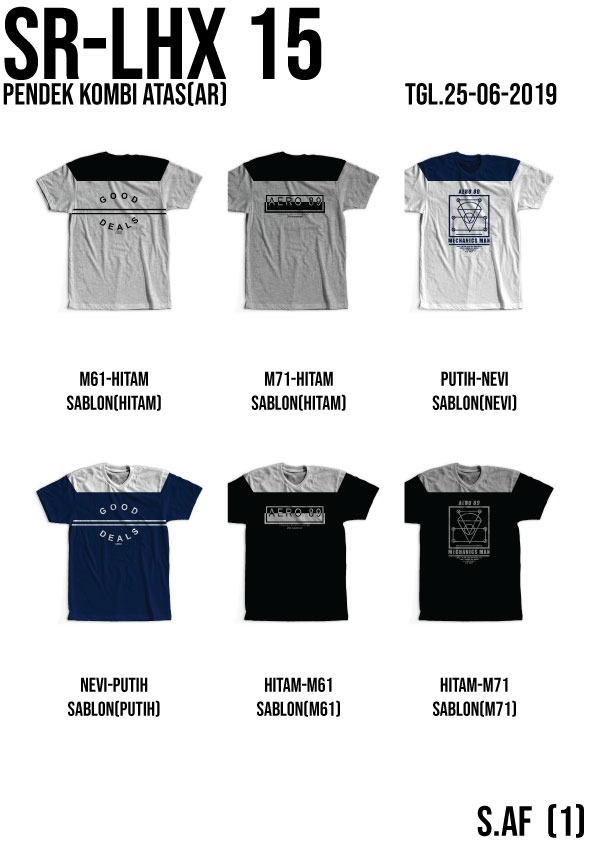 SR-LHX 15
PENDEK KOMBI ATAS(AR)
TGL.25-06-2019
GOOD
DEALS
AERO 89
AERO 89
MECHANICS MAN
M61-HITAM
SABLON(HITAM)
M71-HITAM
SABLON(HITAM)
PUTIH-NEVI
SABLON(NEVI)
GOOD
DEALS
AERO 89
AERO 89
MECHANICS MAN
NEVI-PUTIH
SABLON(PUTIH)
HITAM-M61
SABLON(M61)
HITAM-M71
SABLON(M71)
S.AF (1)